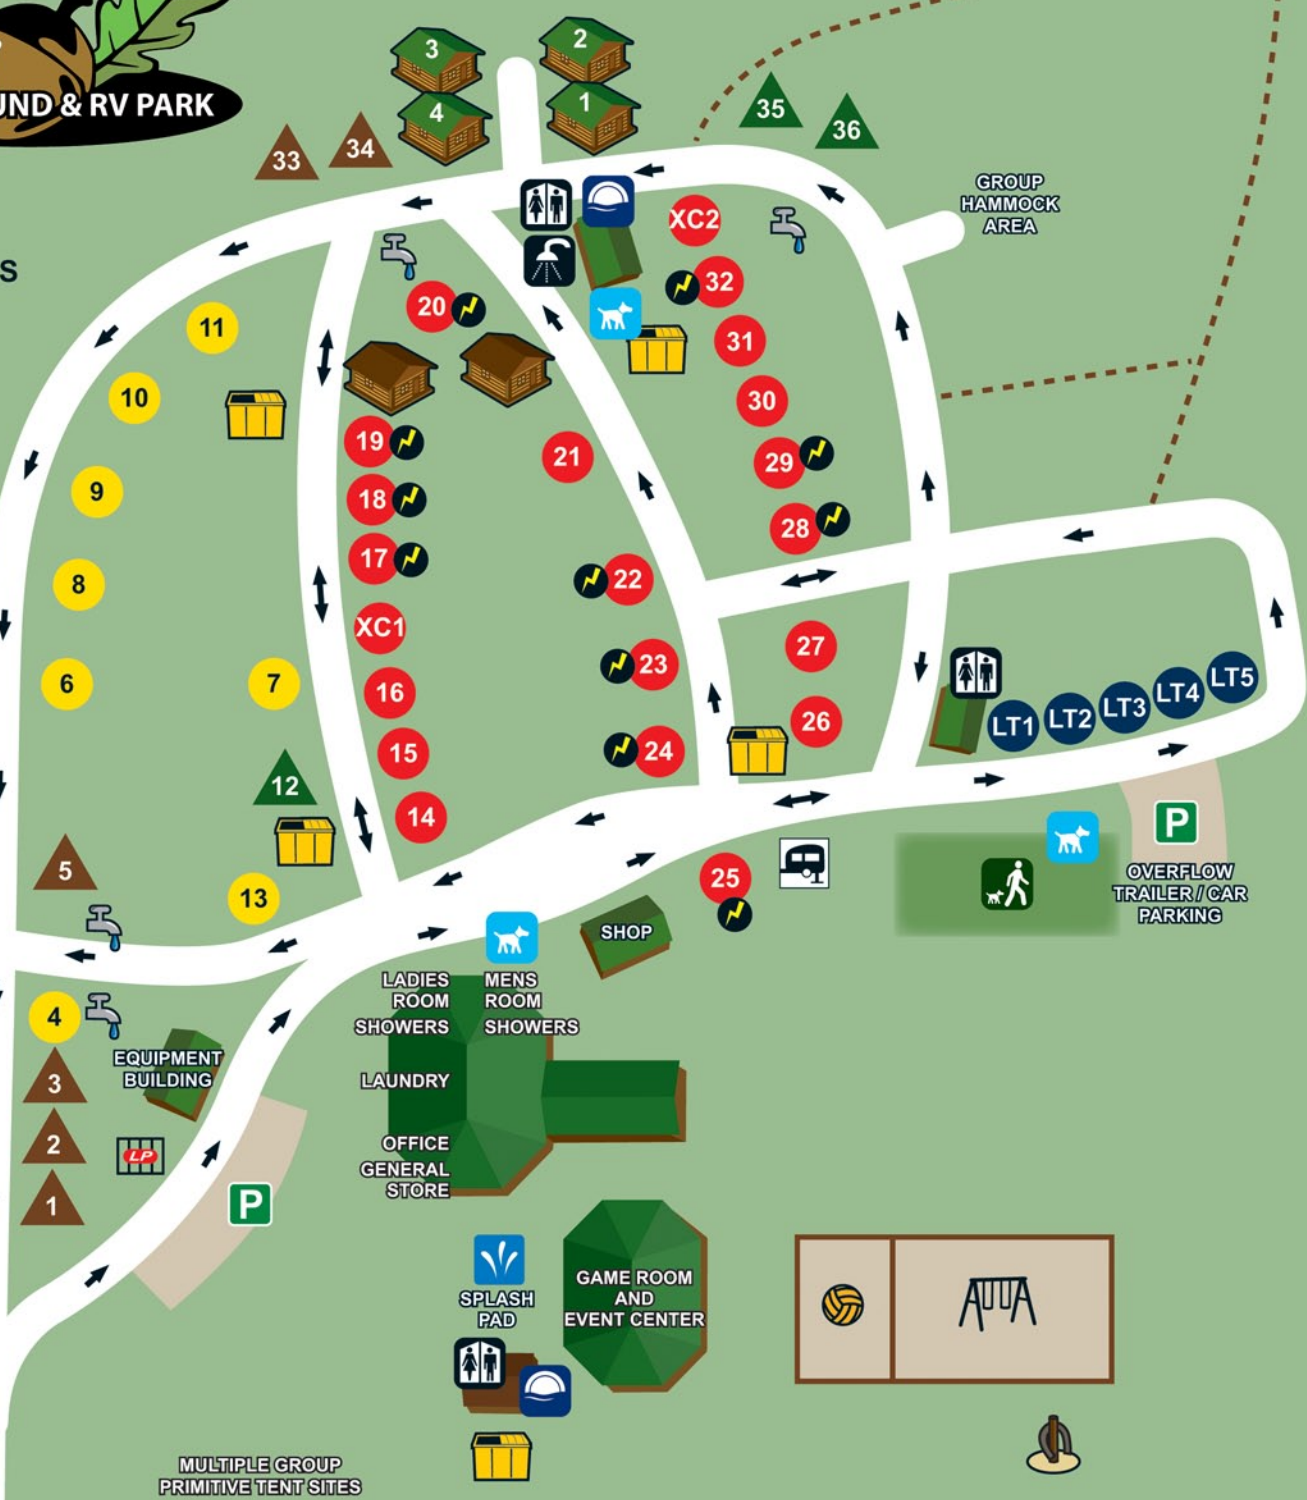 UND & RV PARK
3
2
4
1
35
36
33
34
GROUP
HAMMOCK
AREA
XC2
S
32
20
11
31
10
30
19
21
29
9
18
28
17
8
22
XC1
27
23
6
7
16
LT5
LT4
LT3
LT2
LT1
26
15
24
12
14
P
5
25
OVERFLOW
TRAILER / CAR
PARKING
13
SHOP
LADIES
ROOM
SHOWERS
MENS
ROOM
SHOWERS
4
EQUIPMENT
BUILDING
3
LAUNDRY
2
LP
OFFICE
GENERAL
STORE
1
P
GAME ROOM
AND
EVENT CENTER
SPLASH
PAD
MULTIPLE GROUP
PRIMITIVE TENT SITES